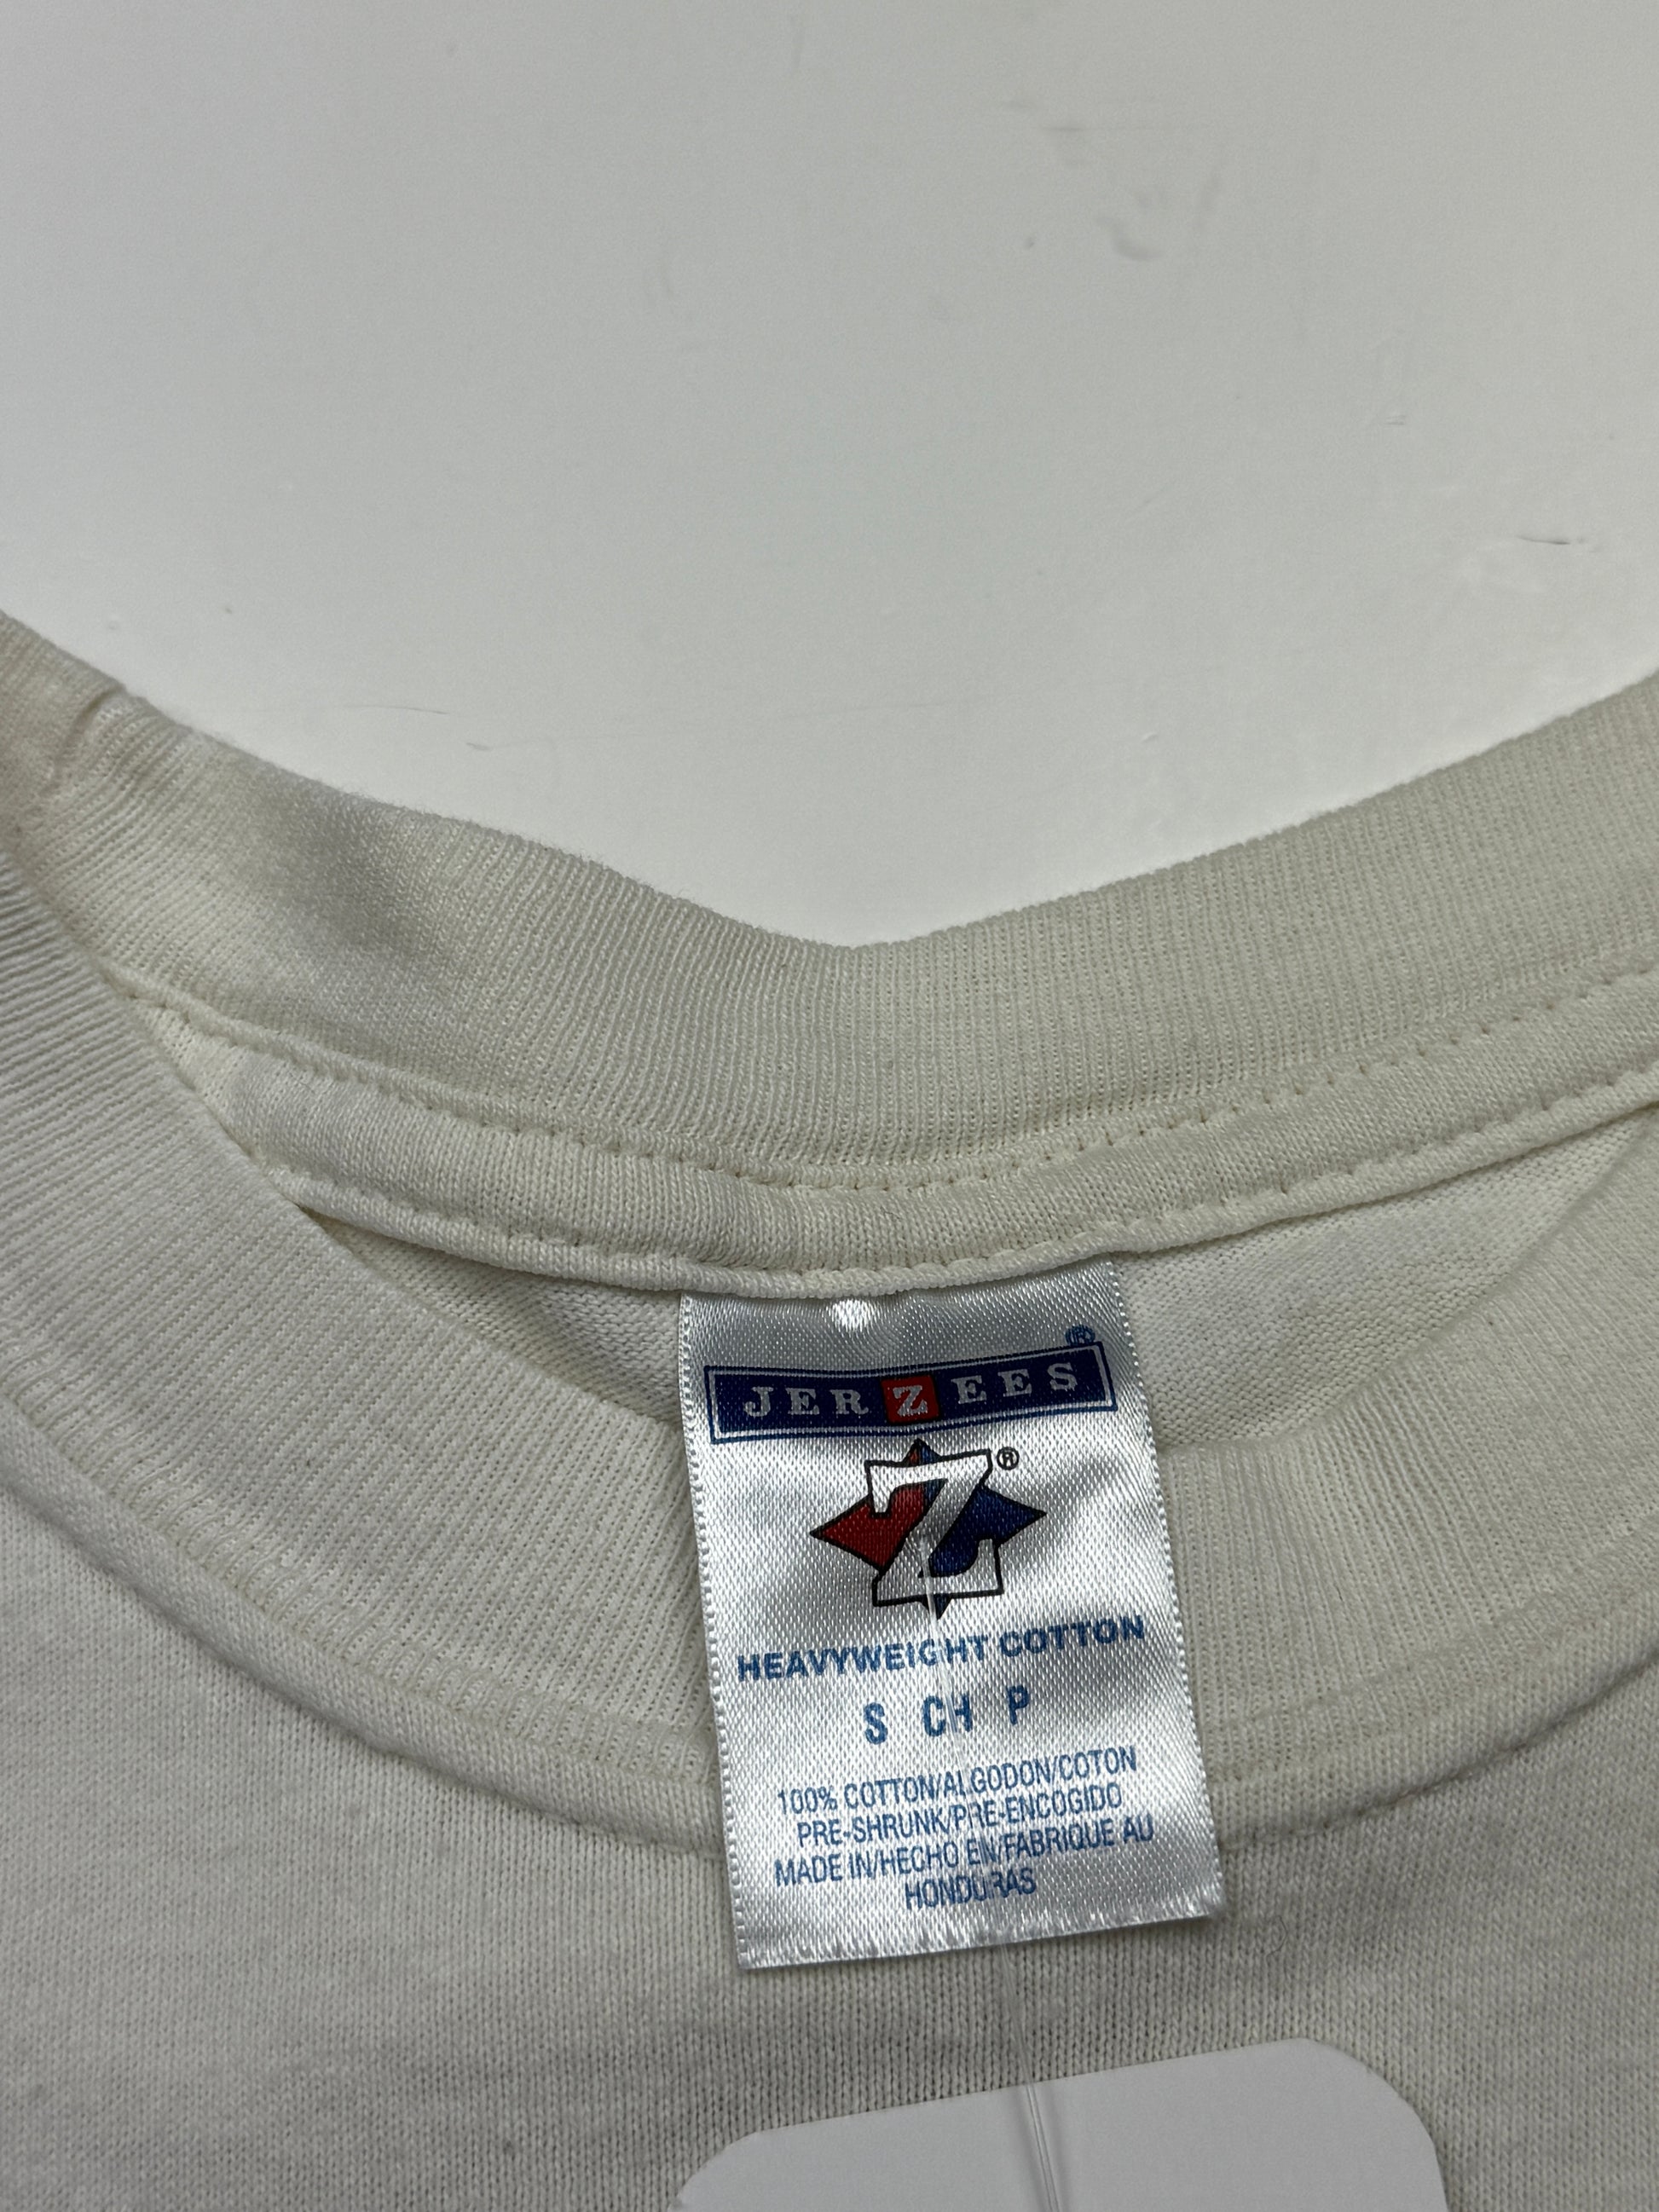 JERZEES®
Z®
HEAVYWEIGHT COTTON
S CH P
100% COTTON/ALGODON/COTON
PRE-SHRUNK/PRE-ENCOGIDO
MADE IN/HECHO EN/FABRIQUE AU
HONDURAS